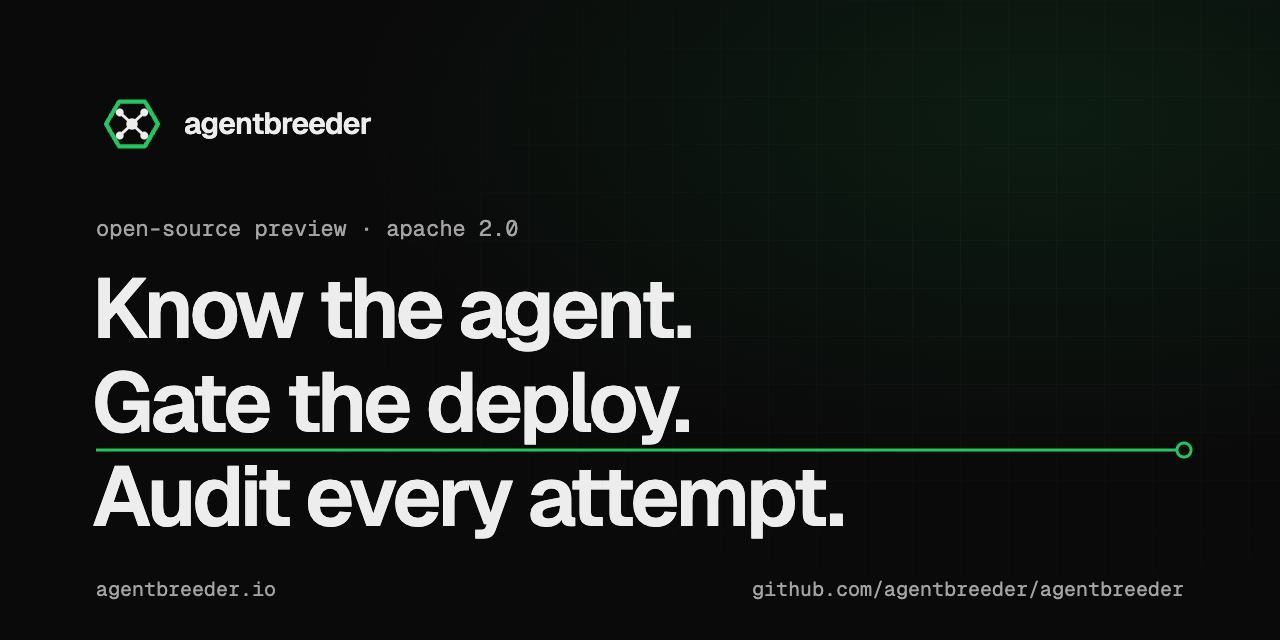 agentbreeder
open-source preview · apache 2.0
Know the agent.
Gate the deploy.
Audit every attempt.
agentbreeder.io
github.com/agentbreeder/agentbreeder